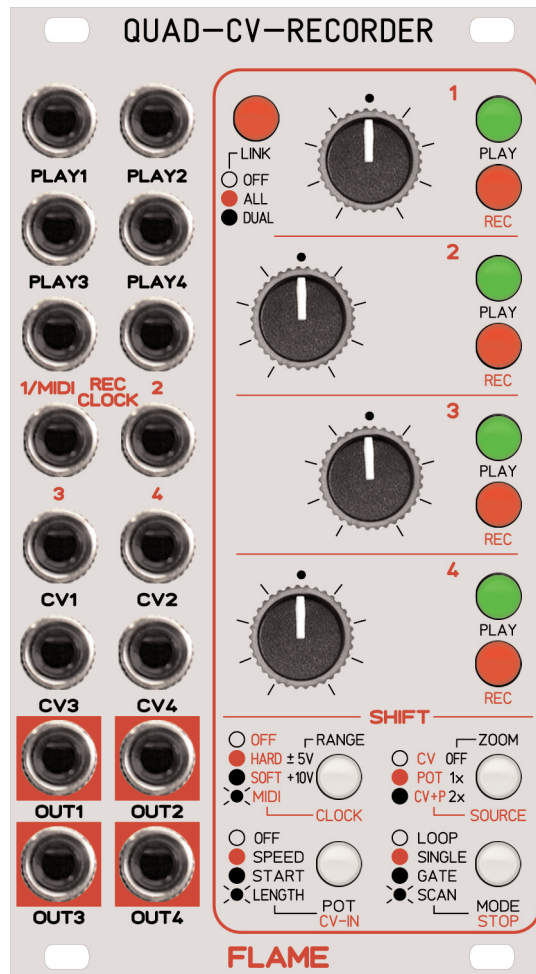 QUAD-CV-RECORDER
PLAY1 PLAY2
PLAY3 PLAY4
1/MIDI REC CLOCK 2
3 4
CV1 CV2
CV3 CV4
OUT1 OUT2
OUT3 OUT4
LINK
OFF
ALL
DUAL
1
PLAY
REC
2
PLAY
REC
3
PLAY
REC
4
PLAY
REC
SHIFT
OFF RANGE
HARD ± 5V
SOFT +10V
MIDI
CLOCK
ZOOM
CV OFF
POT 1x
CV+P 2x
SOURCE
OFF
SPEED
START
LENGTH
POT
CV-IN
LOOP
SINGLE
GATE
SCAN
MODE
STOP
FLAME